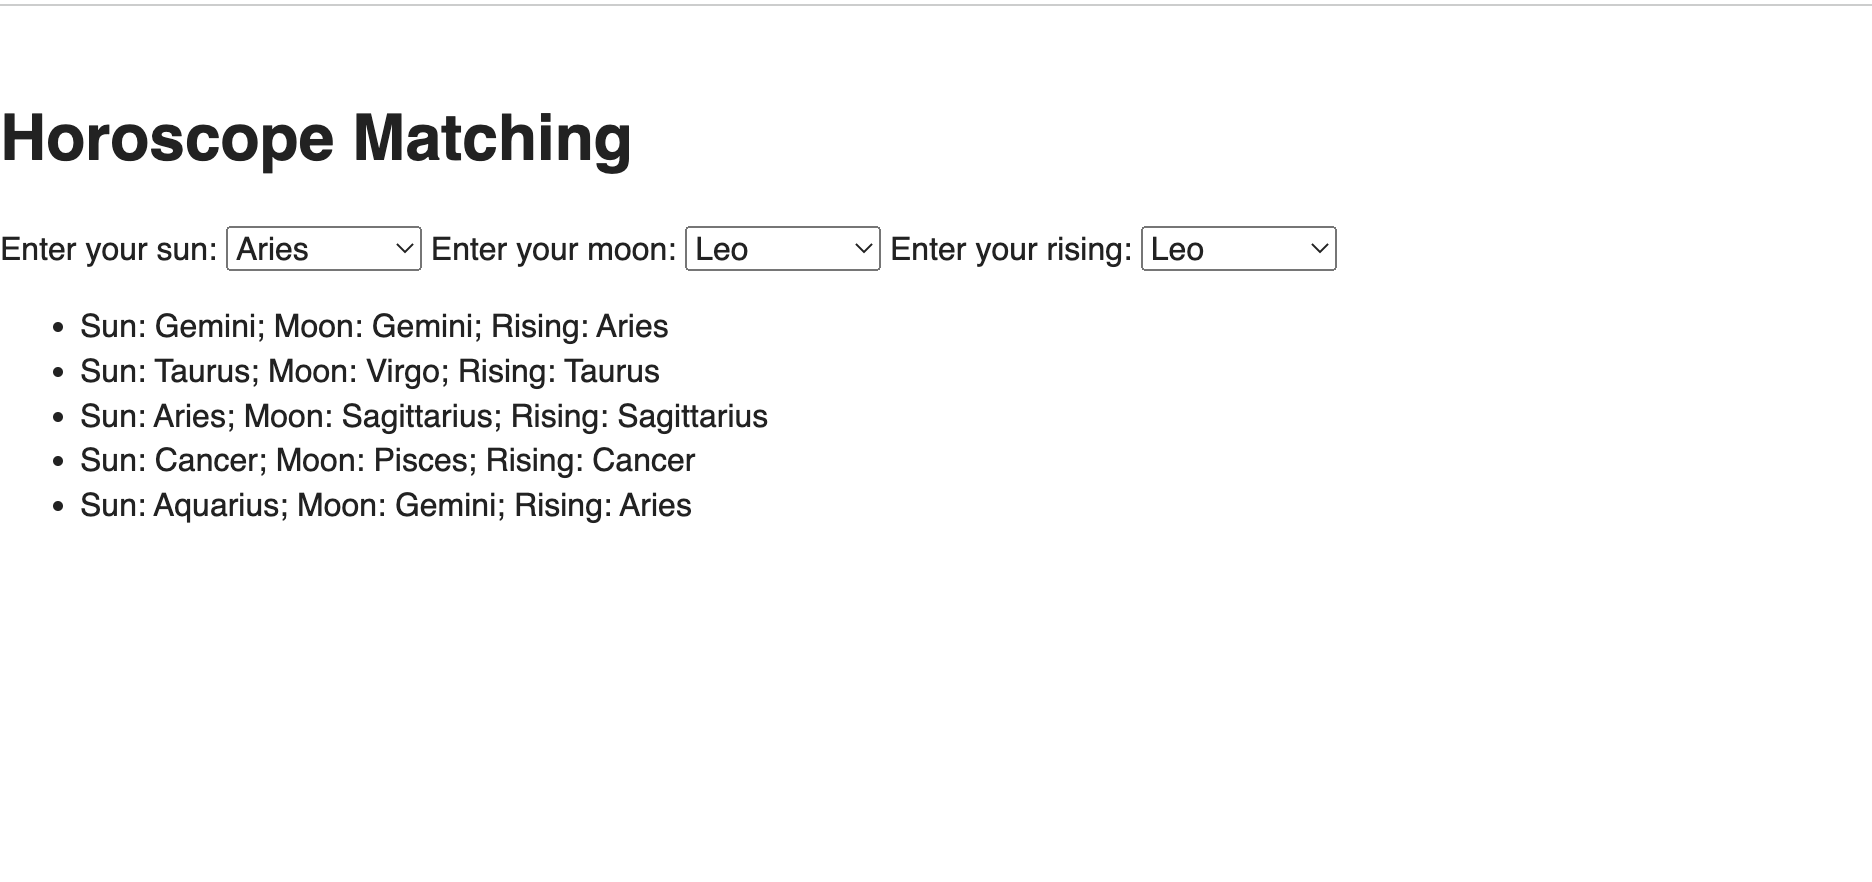 Horoscope Matching
Enter your sun: Aries Enter your moon: Leo Enter your rising: Leo
Sun: Gemini; Moon: Gemini; Rising: Aries
Sun: Taurus; Moon: Virgo; Rising: Taurus
Sun: Aries; Moon: Sagittarius; Rising: Sagittarius
Sun: Cancer; Moon: Pisces; Rising: Cancer
Sun: Aquarius; Moon: Gemini; Rising: Aries